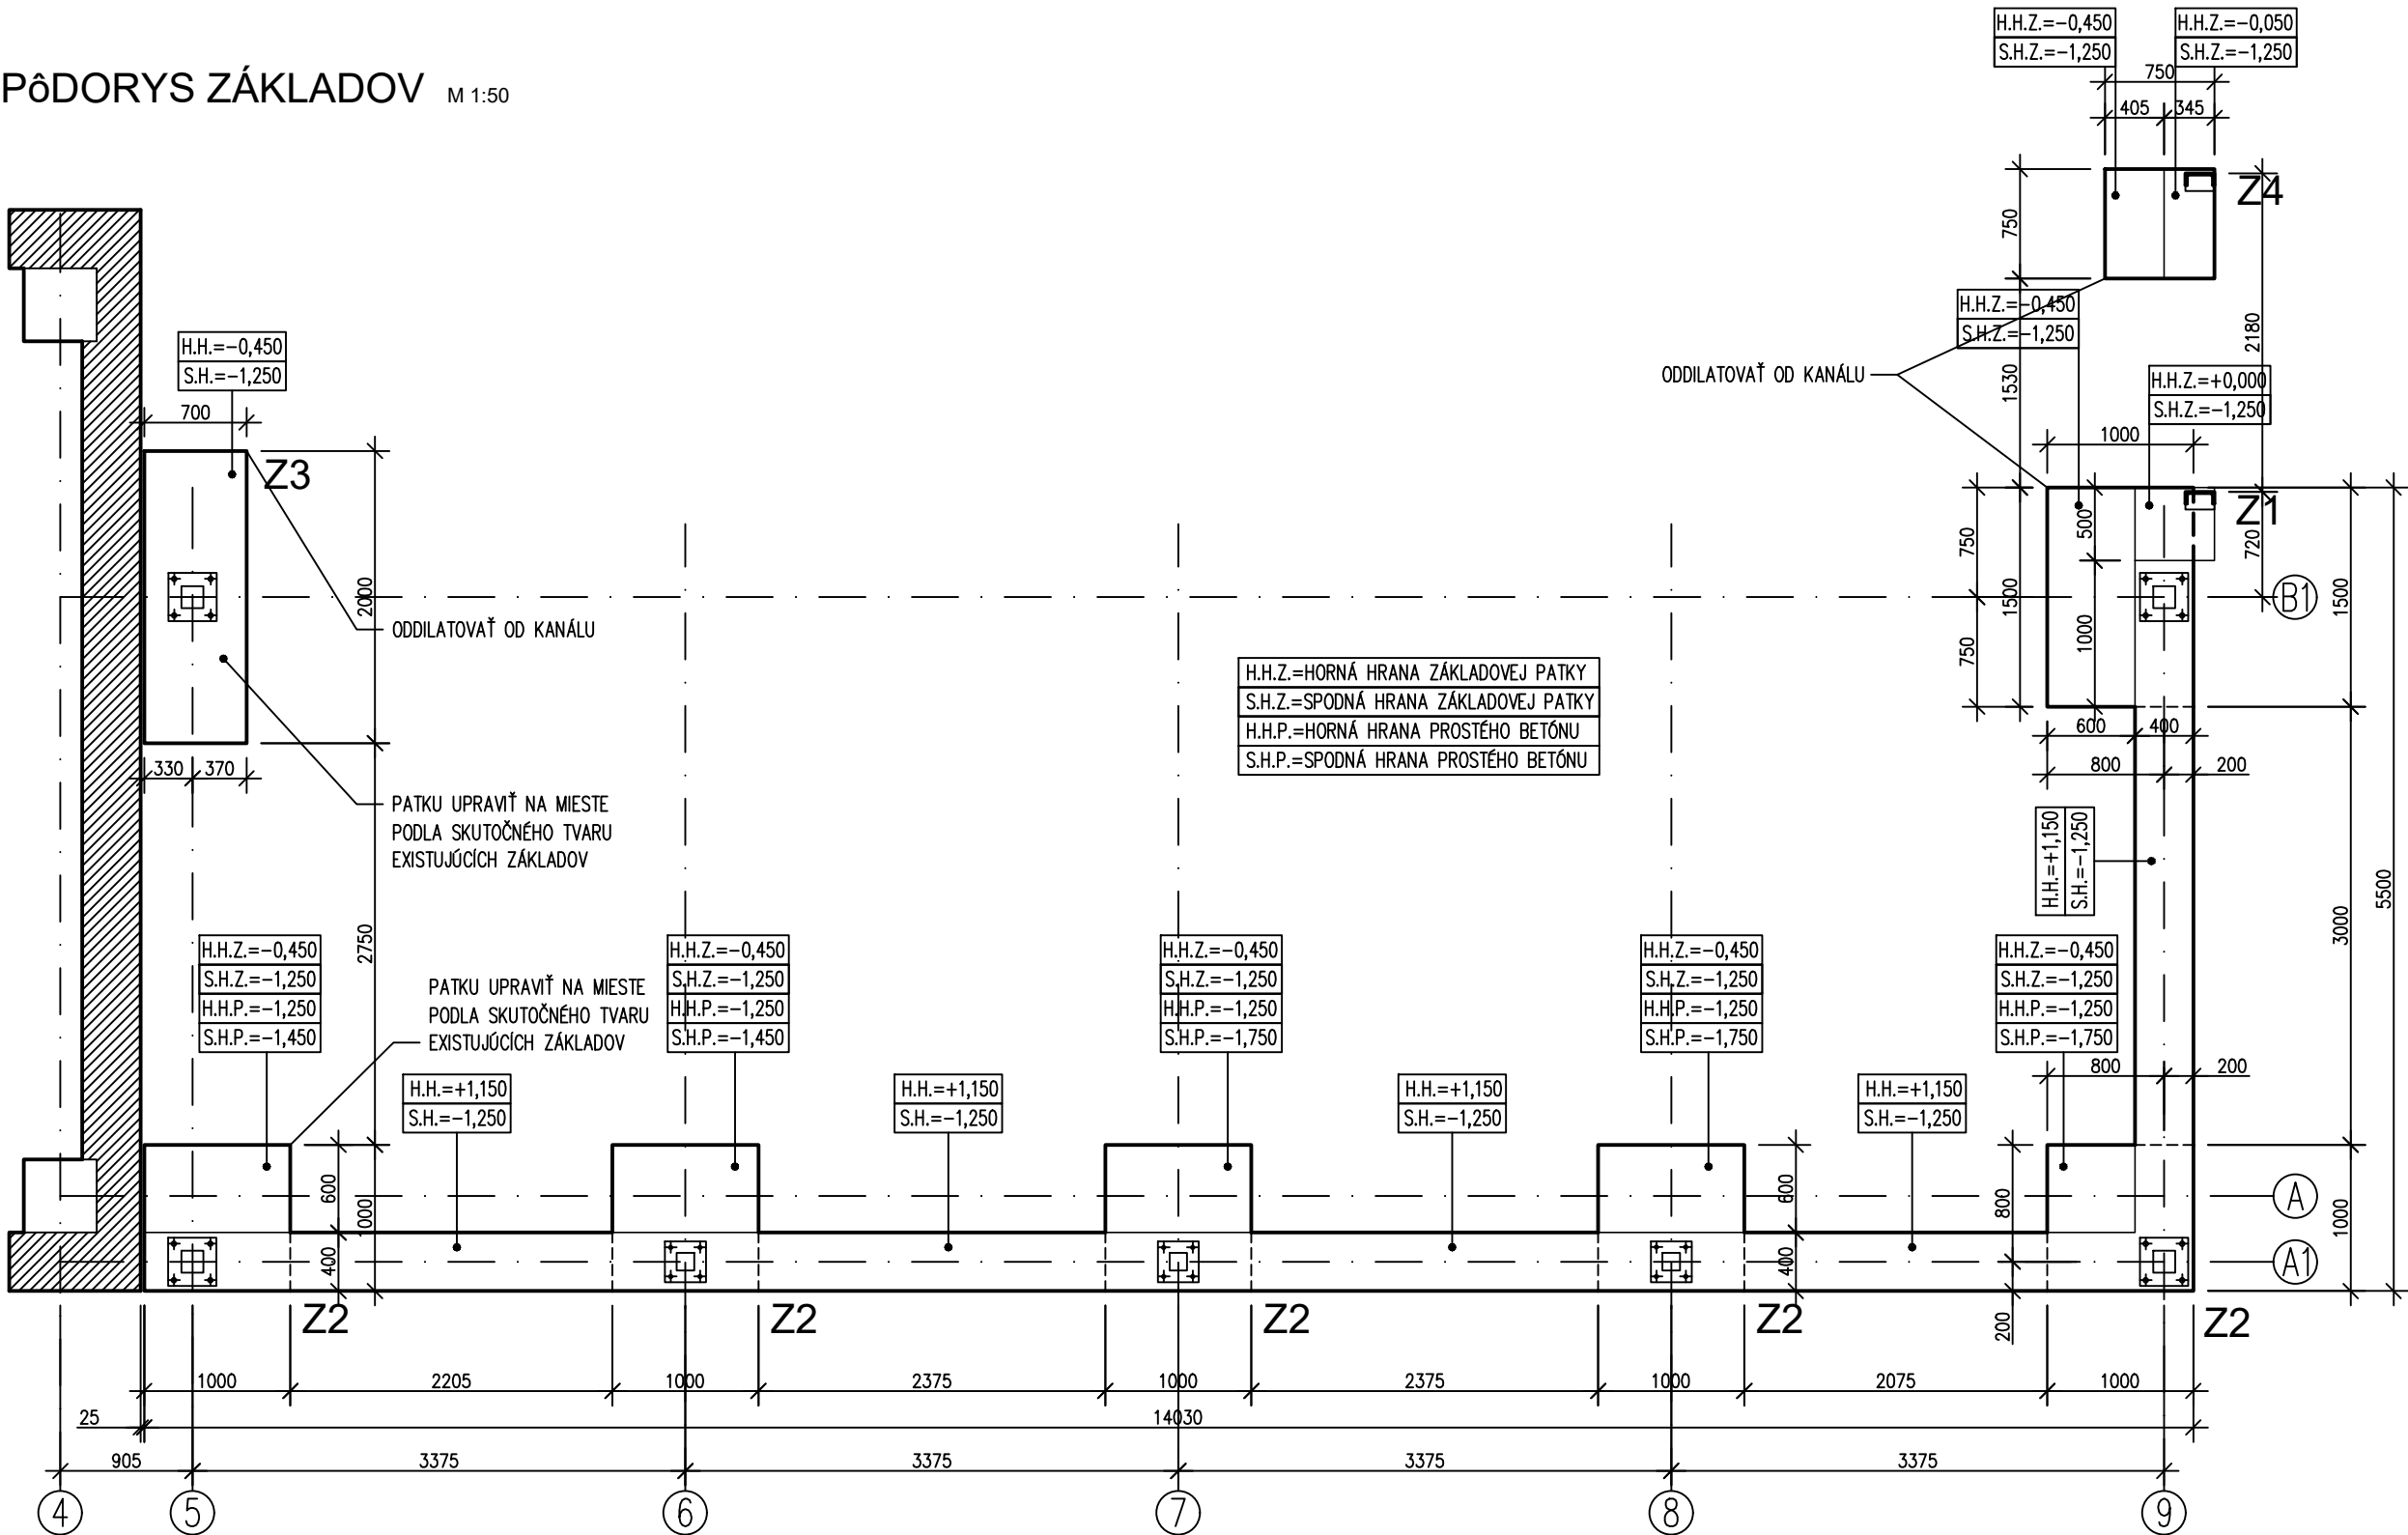 PôDORYS ZÁKLADOV M 1:50
H.H.Z.=-0,450
S.H.Z.=-1,250
H.H.Z.=-0,050
S.H.Z.=-1,250
750
405 345
Z4
750
2180
1530
H.H.Z.=-0,450
S.H.Z.=-1,250
ODDILATOVAŤ OD KANÁLU
H.H.Z.=+0,000
S.H.Z.=-1,250
1000
Z1
500
720
750
1500
1000
750
B1
1500
600 400
800 200
H.H.=-0,450
S.H.=-1,250
700
Z3
2000
ODDILATOVAŤ OD KANÁLU
330 370
PATKU UPRAVIŤ NA MIESTE
PODLA SKUTOČNÉHO TVARU
EXISTUJÚCÍCH ZÁKLADOV
2750
H.H.Z.=HORNÁ HRANA ZÁKLADOVEJ PATKY
S.H.Z.=SPODNÁ HRANA ZÁKLADOVEJ PATKY
H.H.P.=HORNÁ HRANA PROSTÉHO BETÓNU
S.H.P.=SPODNÁ HRANA PROSTÉHO BETÓNU
H.H.=+1,150
S.H.=-1,250
3000
5500
H.H.Z.=-0,450
S.H.Z.=-1,250
H.H.P.=-1,250
S.H.P.=-1,450
PATKU UPRAVIŤ NA MIESTE
PODLA SKUTOČNÉHO TVARU
EXISTUJÚCÍCH ZÁKLADOV
H.H.Z.=-0,450
S.H.Z.=-1,250
H.H.P.=-1,250
S.H.P.=-1,450
H.H.Z.=-0,450
S.H.Z.=-1,250
H.H.P.=-1,250
S.H.P.=-1,750
H.H.Z.=-0,450
S.H.Z.=-1,250
H.H.P.=-1,250
S.H.P.=-1,750
H.H.Z.=-0,450
S.H.Z.=-1,250
H.H.P.=-1,250
S.H.P.=-1,750
800 200
H.H.=+1,150
S.H.=-1,250
H.H.=+1,150
S.H.=-1,250
H.H.=+1,150
S.H.=-1,250
H.H.=+1,150
S.H.=-1,250
600
1000
400
600
400
800
200
1000
A
A1
Z2 Z2 Z2 Z2 Z2
1000 2205 1000 2375 1000 2375 1000 2075 1000
25 14030
905 3375 3375 3375 3375
4 5 6 7 8 9